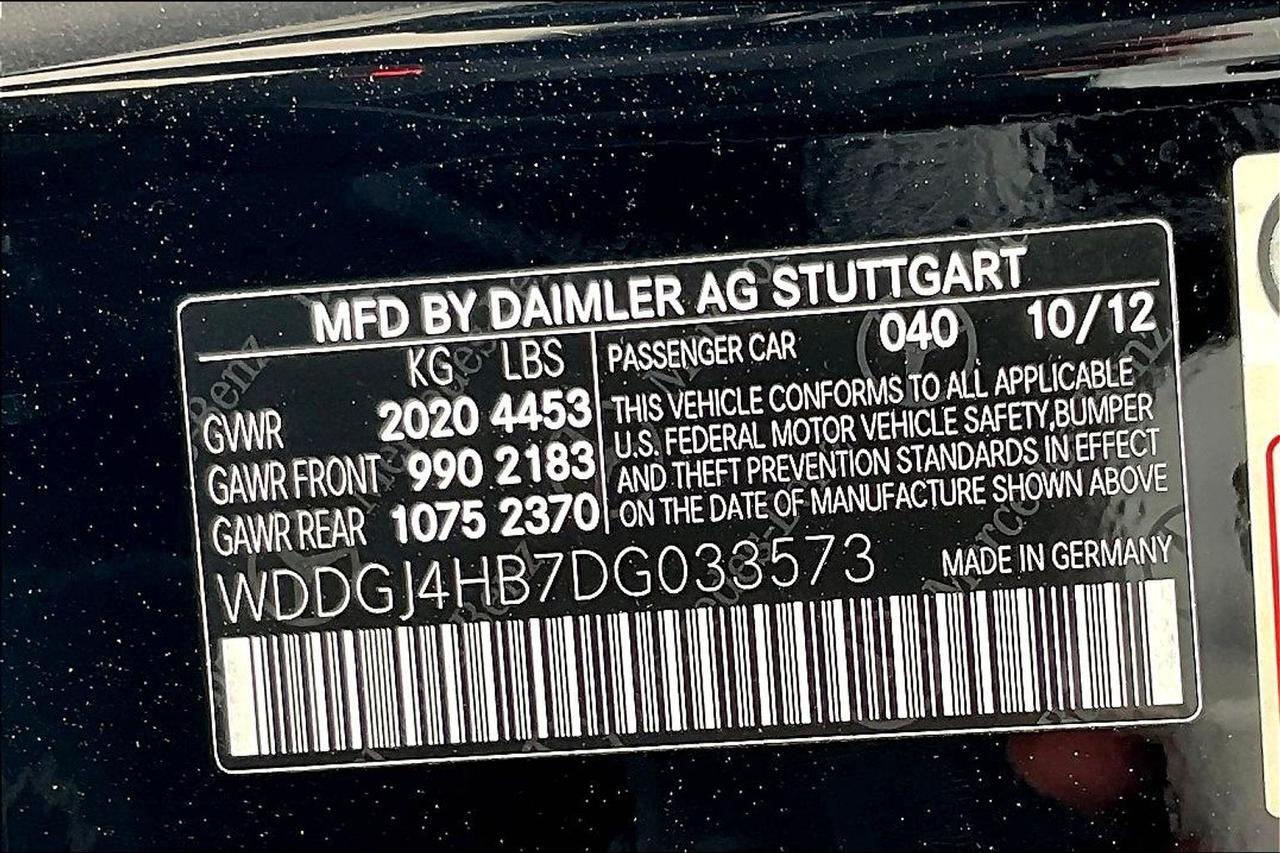 MFD BY DAIMLER AG STUTTGART
KG LBS
GVWR 2020 4453
GAWR FRONT 990 2183
GAWR REAR 1075 2370
PASSENGER CAR 040 10/12
THIS VEHICLE CONFORMS TO ALL APPLICABLE
U.S. FEDERAL MOTOR VEHICLE SAFETY,BUMPER
AND THEFT PREVENTION STANDARDS IN EFFECT
ON THE DATE OF MANUFACTURE SHOWN ABOVE
WDDGJ4HB7DG033573 MADE IN GERMANY